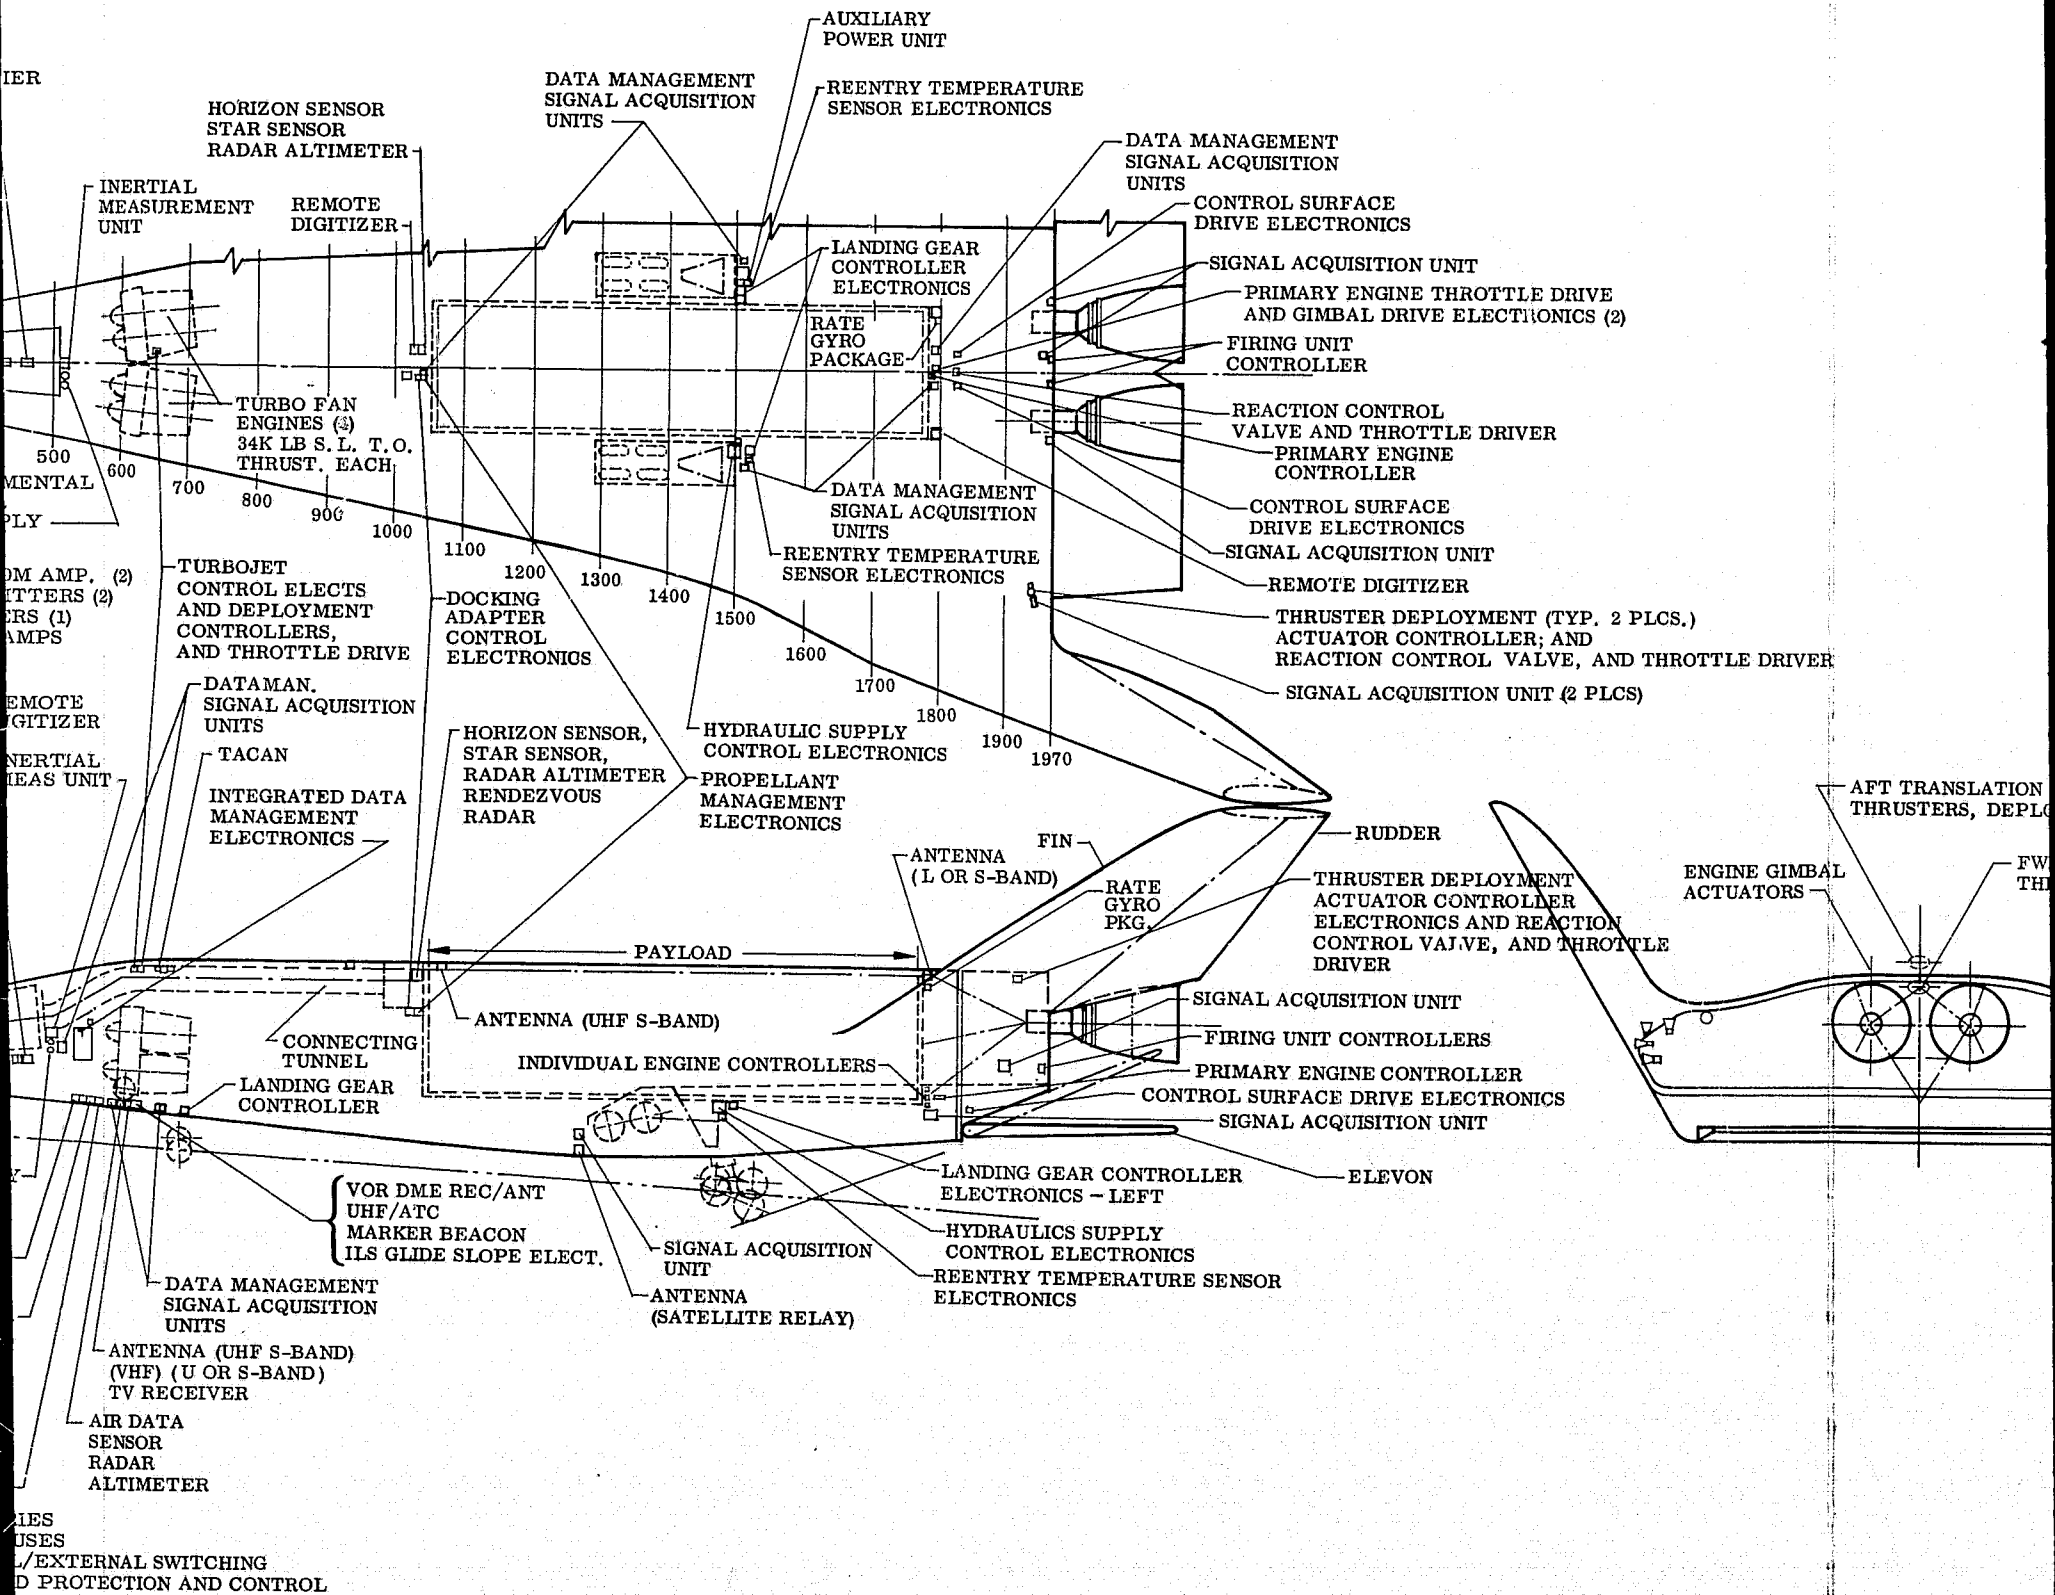 IER
AUXILIARY
POWER UNIT
DATA MANAGEMENT
SIGNAL ACQUISITION
UNITS
REENTRY TEMPERATURE
SENSOR ELECTRONICS
HORIZON SENSOR
STAR SENSOR
RADAR ALTIMETER
DATA MANAGEMENT
SIGNAL ACQUISITION
UNITS
INERTIAL
MEASUREMENT
UNIT
REMOTE
DIGITIZER
CONTROL SURFACE
DRIVE ELECTRONICS
LANDING GEAR
CONTROLLER
ELECTRONICS
SIGNAL ACQUISITION UNIT
PRIMARY ENGINE THROTTLE DRIVE
AND GIMBAL DRIVE ELECTRONICS (2)
RATE
GYRO
PACKAGE
FIRING UNIT
CONTROLLER
TURBO FAN
ENGINES
34K LB S. L. T.O.
THRUST. EACH
REACTION CONTROL
VALVE AND THROTTLE DRIVER
PRIMARY ENGINE
CONTROLLER
500
600
700
800
900
1000
1100
1200
1300
1400
1500
1600
1700
1800
1900
1970
MENTAL
PLY
DATA MANAGEMENT
SIGNAL ACQUISITION
UNITS
CONTROL SURFACE
DRIVE ELECTRONICS
SIGNAL ACQUISITION UNIT
REENTRY TEMPERATURE
SENSOR ELECTRONICS
REMOTE DIGITIZER
OM AMP. (2)
ITTERS (2)
ERS (1)
AMPS
TURBOJET
CONTROL ELECTS
AND DEPLOYMENT
CONTROLLERS,
AND THROTTLE DRIVE
DOCKING
ADAPTER
CONTROL
ELECTRONICS
THRUSTER DEPLOYMENT (TYP. 2 PLCS.)
ACTUATOR CONTROLLER; AND
REACTION CONTROL VALVE, AND THROTTLE DRIVER
SIGNAL ACQUISITION UNIT (2 PLCS)
EMOTE
IGITIZER
DATA MAN.
SIGNAL ACQUISITION
UNITS
TACAN
NERTIAL
MEAS UNIT
INTEGRATED DATA
MANAGEMENT
ELECTRONICS
HORIZON SENSOR,
STAR SENSOR,
RADAR ALTIMETER
RENDEZVOUS
RADAR
HYDRAULIC SUPPLY
CONTROL ELECTRONICS
PROPELLANT
MANAGEMENT
ELECTRONICS
FIN
RUDDER
AFT TRANSLATION
THRUSTERS, DEPLO
ENGINE GIMBAL
ACTUATORS
FW
TH
ANTENNA
(L OR S-BAND)
RATE
GYRO
PKG.
THRUSTER DEPLOYMENT
ACTUATOR CONTROLLER
ELECTRONICS AND REACTION
CONTROL VALVE, AND THROTTLE
DRIVER
PAYLOAD
ANTENNA (UHF S-BAND)
SIGNAL ACQUISITION UNIT
CONNECTING
TUNNEL
FIRING UNIT CONTROLLERS
INDIVIDUAL ENGINE CONTROLLERS
PRIMARY ENGINE CONTROLLER
LANDING GEAR
CONTROLLER
CONTROL SURFACE DRIVE ELECTRONICS
SIGNAL ACQUISITION UNIT
Y
LANDING GEAR CONTROLLER
ELECTRONICS - LEFT
ELEVON
VOR DME REC/ANT
UHF/ATC
MARKER BEACON
ILS GLIDE SLOPE ELECT.
HYDRAULICS SUPPLY
CONTROL ELECTRONICS
SIGNAL ACQUISITION
UNIT
REENTRY TEMPERATURE SENSOR
ELECTRONICS
ANTENNA
(SATELLITE RELAY)
DATA MANAGEMENT
SIGNAL ACQUISITION
UNITS
ANTENNA (UHF S-BAND)
(VHF) (U OR S-BAND)
TV RECEIVER
AIR DATA
SENSOR
RADAR
ALTIMETER
IES
USES
L/EXTERNAL SWITCHING
D PROTECTION AND CONTROL